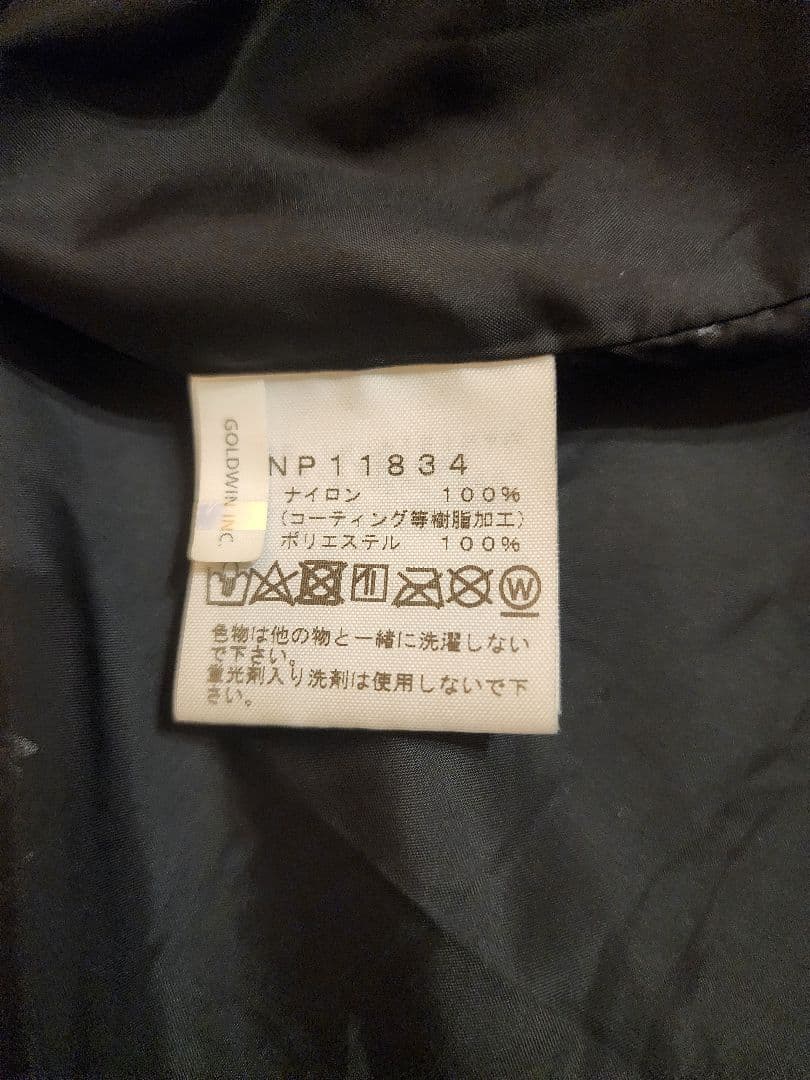 GOLDWIN INC.
NP11834
ナイロン 100%
(コーティング等樹脂加工)
ポリエステル 100%
W
色物は他の物と一緒に洗濯しない
で下さい。
蛍光剤入り洗剤は使用しないで下
さい。